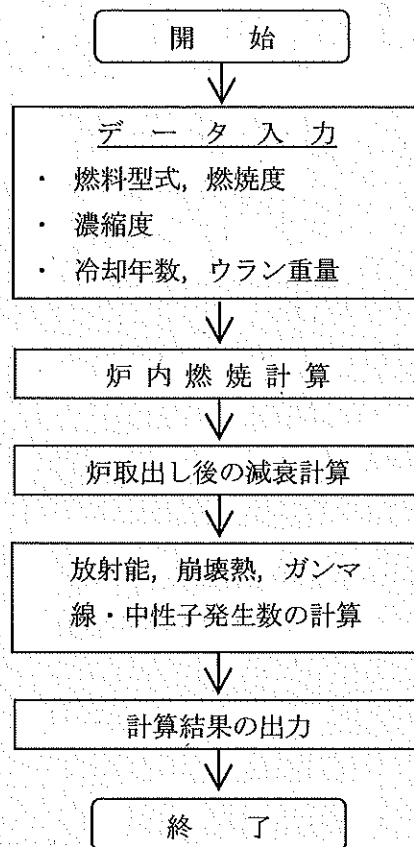 開 始
データ入力
・ 燃料型式, 燃焼度
・ 濃縮度
・ 冷却年数, ウラン重量
炉内燃焼計算
炉取出し後の減衰計算
放射能, 崩壊熱, ガンマ
線・中性子発生数の計算
計算結果の出力
終 了